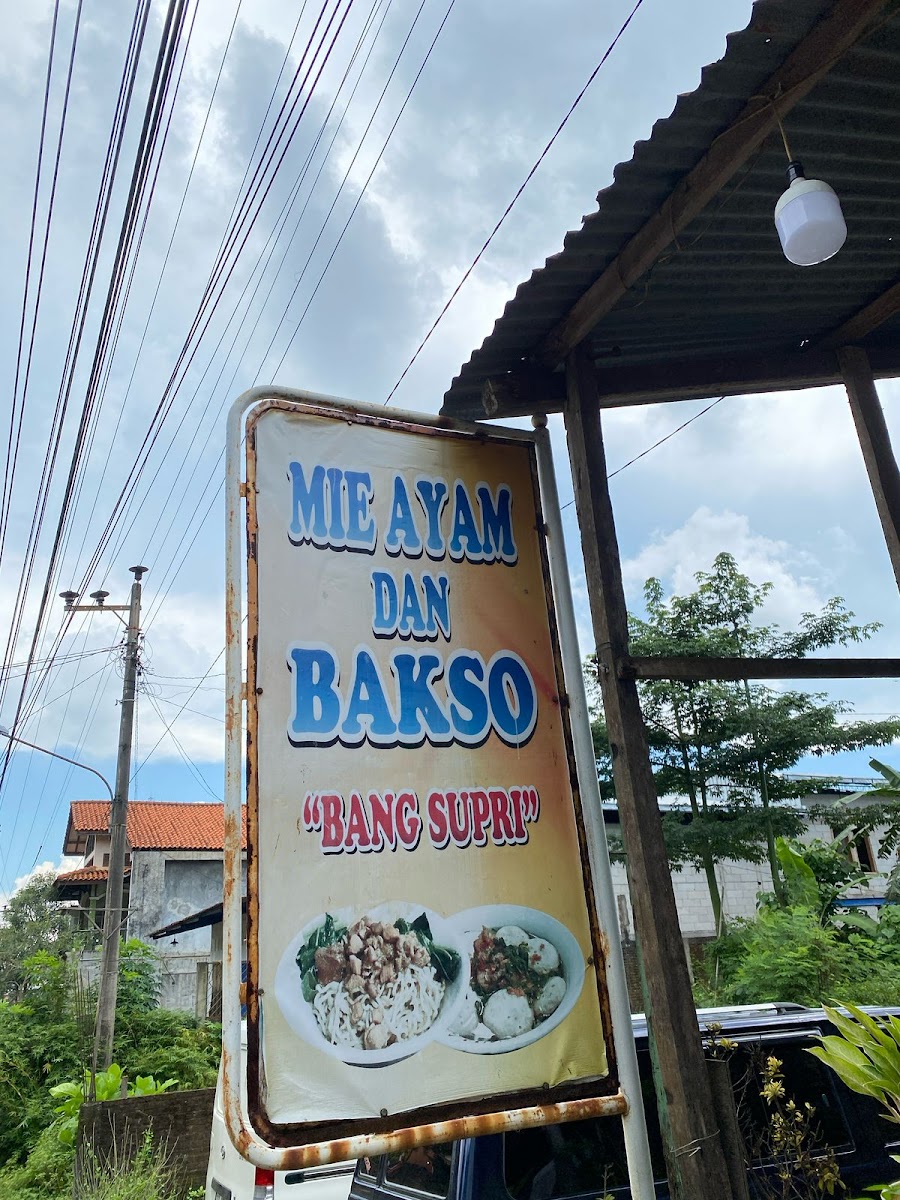 MIE AYAM
DAN
BAKSO
“BANG SUPRI”